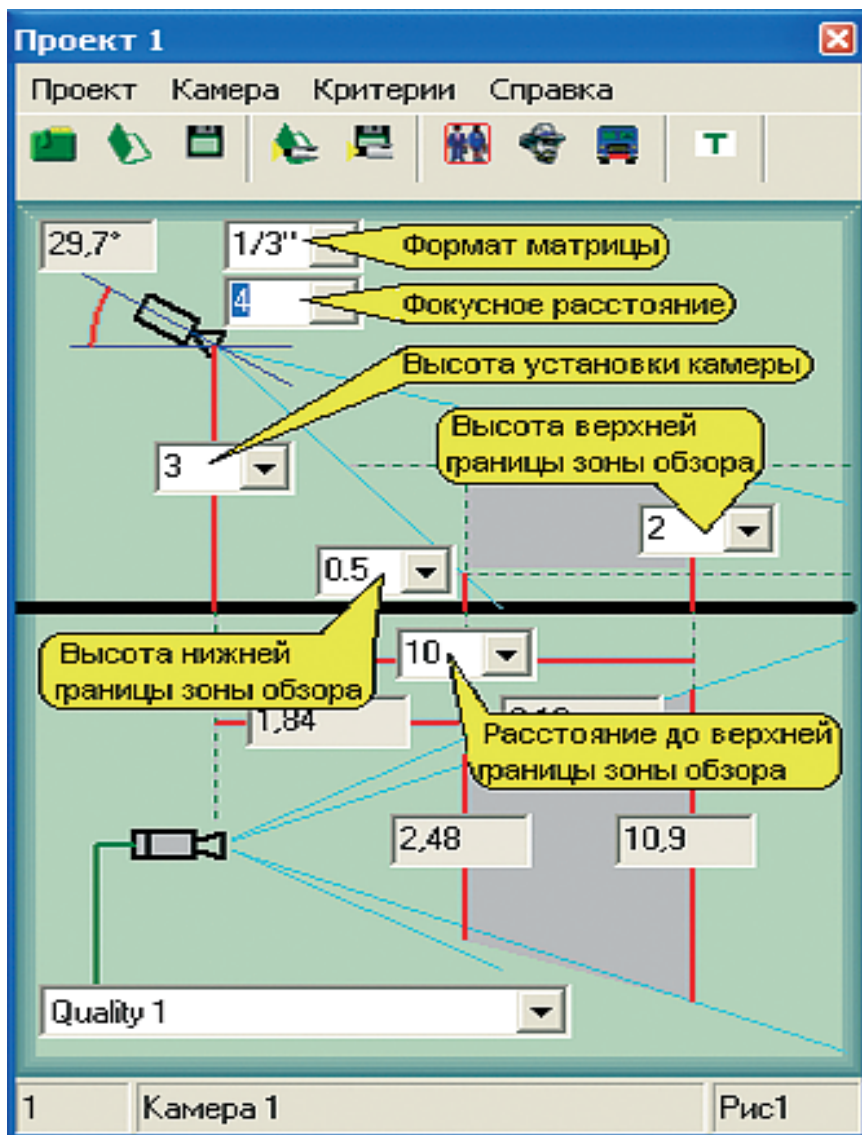 Проект 1
Проект Камера Критерии Справка
T
29,7°
1/3"
Формат матрицы
4
Фокусное расстояние
Высота установки камеры
3
Высота верхней
границы зоны обзора
2
0.5
Высота нижней
границы зоны обзора
10
1,84
Расстояние до верхней
границы зоны обзора
2,48
10,9
Quality 1
1
Камера 1
Рис1